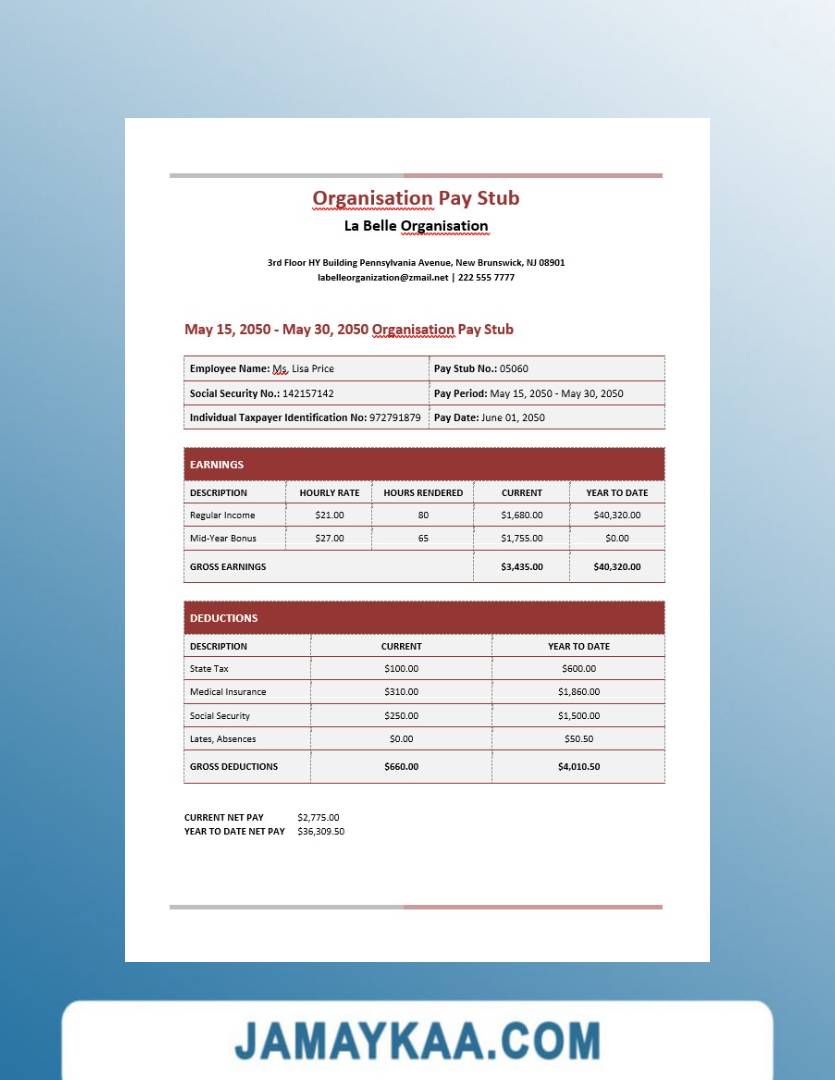 Organisation Pay Stub
La Belle Organisation
3rd Floor HY Building Pennsylvania Avenue, New Brunswick, NJ 08901
labelleorganization@zmail.net | 222 555 7777
May 15, 2050 - May 30, 2050 Organisation Pay Stub
Employee Name: Ms. Lisa Price Pay Stub No.: 05060
Social Security No.: 142157142 Pay Period: May 15, 2050 - May 30, 2050
Individual Taxpayer Identification No: 972791879 Pay Date: June 01, 2050
EARNINGS
DESCRIPTION HOURLY RATE HOURS RENDERED CURRENT YEAR TO DATE
Regular Income $21.00 80 $1,680.00 $40,320.00
Mid-Year Bonus $27.00 65 $1,755.00 $0.00
GROSS EARNINGS $3,435.00 $40,320.00
DEDUCTIONS
DESCRIPTION CURRENT YEAR TO DATE
State Tax $100.00 $600.00
Medical Insurance $310.00 $1,860.00
Social Security $250.00 $1,500.00
Lates, Absences $0.00 $50.50
GROSS DEDUCTIONS $660.00 $4,010.50
CURRENT NET PAY $2,775.00
YEAR TO DATE NET PAY $36,309.50
JAMAYKAA.COM